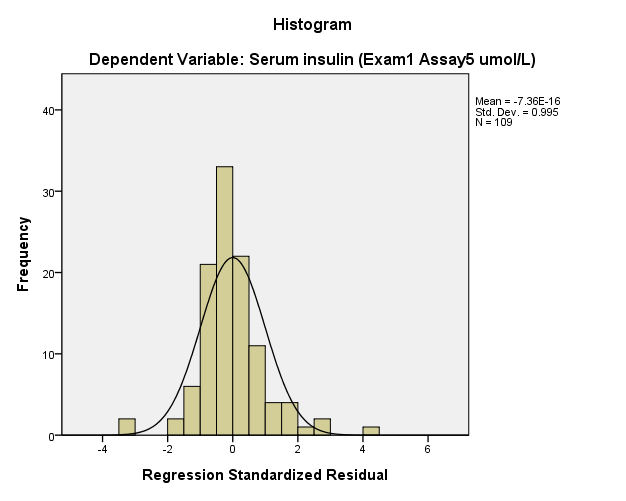 Histogram
Dependent Variable: Serum insulin (Exam1 Assay5 umol/L)
Mean = -7.36E-16
Std. Dev. = 0.995
N = 109
Frequency
40
30
20
10
0
-4 -2 0 2 4 6
Regression Standardized Residual